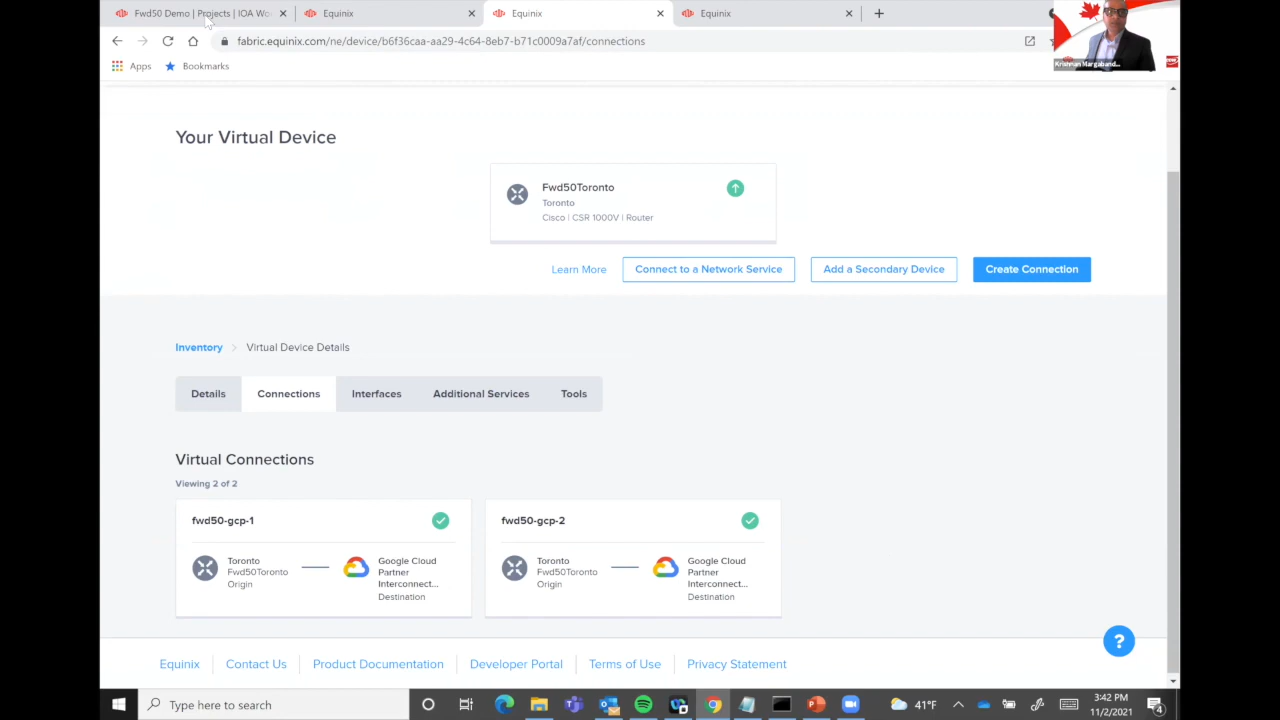 Fwd50 Demo | Projects | IOA Wo
Equinix
Equinix
Equinix
fabric.equinix.com/ne/device/b6f36caa-aa29-4c64-8eb7-b71c0009a7af/connections
Apps
Bookmarks
Krishnan Margaband...
Your Virtual Device
Fwd50Toronto
Toronto
Cisco | CSR 1000V | Router
Learn More
Connect to a Network Service
Add a Secondary Device
Create Connection
Inventory > Virtual Device Details
Details
Connections
Interfaces
Additional Services
Tools
Virtual Connections
Viewing 2 of 2
fwd50-gcp-1
Toronto
Fwd50Toronto
Origin
Google Cloud
Partner
Interconnect...
Destination
fwd50-gcp-2
Toronto
Fwd50Toronto
Origin
Google Cloud
Partner
Interconnect...
Destination
?
Equinix
Contact Us
Product Documentation
Developer Portal
Terms of Use
Privacy Statement
Type here to search
41°F
3:42 PM
11/2/2021
4